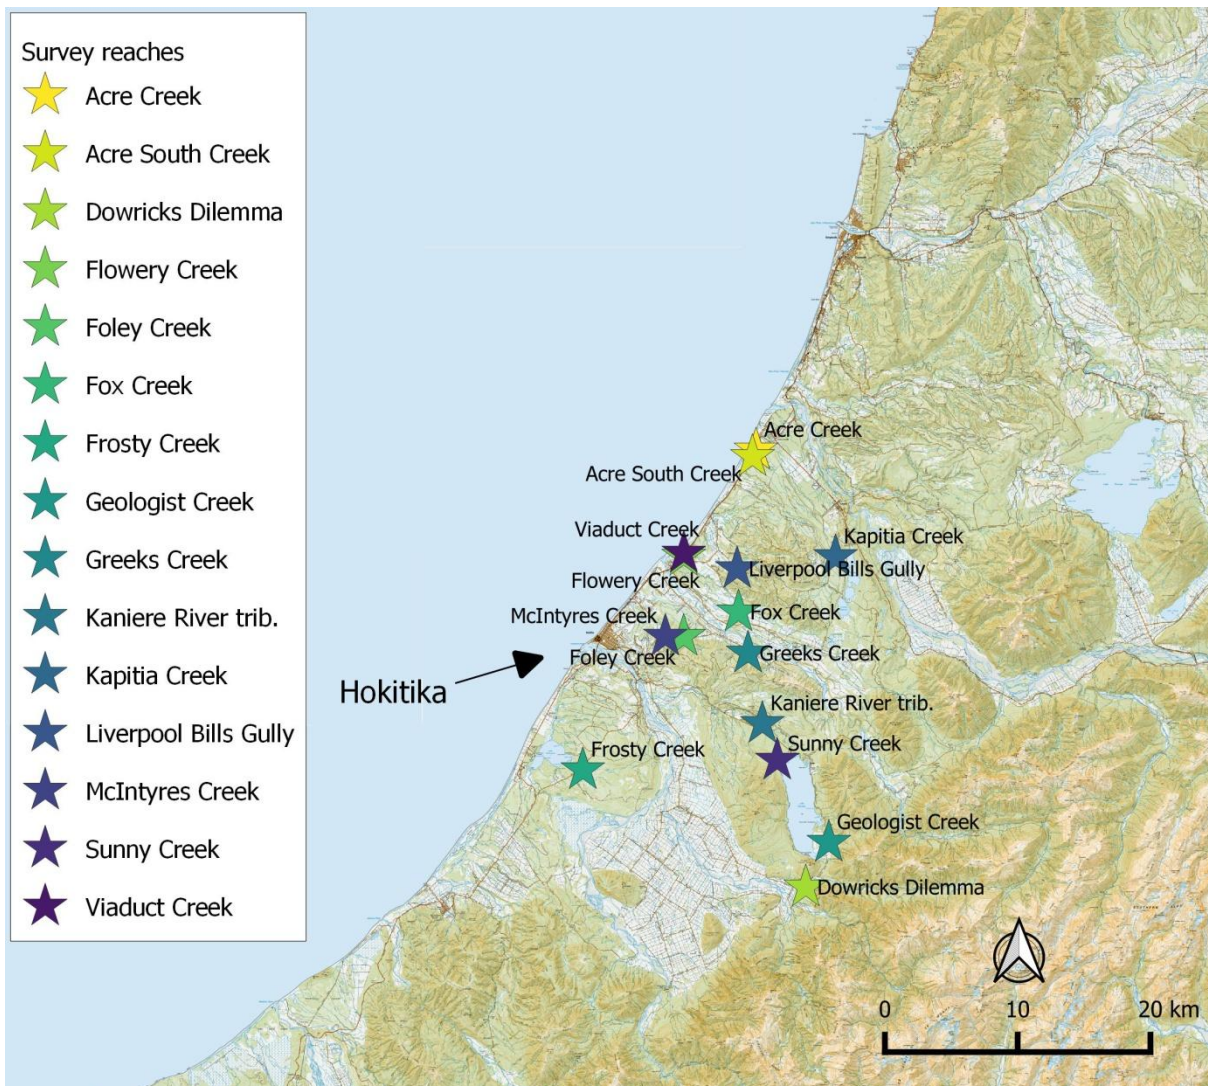 Survey reaches
Acre Creek
Acre South Creek
Dowricks Dilemma
Flowery Creek
Foley Creek
Fox Creek
Frosty Creek
Geologist Creek
Greeks Creek
Kaniere River trib.
Kapitia Creek
Liverpool Bills Gully
McIntyres Creek
Sunny Creek
Viaduct Creek
Acre Creek
Acre South Creek
Viaduct Creek
Kapitia Creek
Flowery Creek
Liverpool Bills Gully
McIntyres Creek
Fox Creek
Foley Creek
Greeks Creek
Hokitika
Kaniere River trib.
Frosty Creek
Sunny Creek
Geologist Creek
Dowricks Dilemma
0 10 20 km